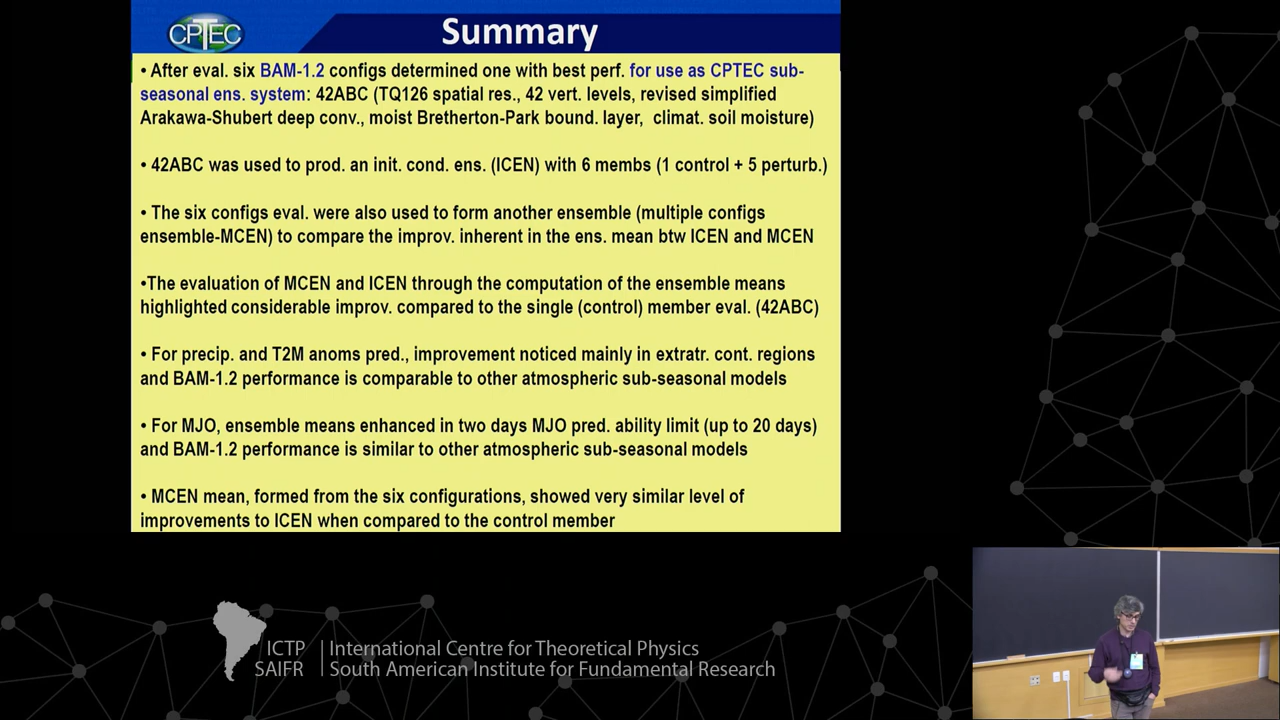 CPTEC
Summary
• After eval. six BAM-1.2 configs determined one with best perf. for use as CPTEC sub-
seasonal ens. system: 42ABC (TQ126 spatial res., 42 vert. levels, revised simplified
Arakawa-Shubert deep conv., moist Bretherton-Park bound. layer, climat. soil moisture)
• 42ABC was used to prod. an init. cond. ens. (ICEN) with 6 membs (1 control + 5 perturb.)
• The six configs eval. were also used to form another ensemble (multiple configs
ensemble-MCEN) to compare the improv. inherent in the ens. mean btw ICEN and MCEN
•The evaluation of MCEN and ICEN through the computation of the ensemble means
highlighted considerable improv. compared to the single (control) member eval. (42ABC)
• For precip. and T2M anoms pred., improvement noticed mainly in extratr. cont. regions
and BAM-1.2 performance is comparable to other atmospheric sub-seasonal models
• For MJO, ensemble means enhanced in two days MJO pred. ability limit (up to 20 days)
and BAM-1.2 performance is similar to other atmospheric sub-seasonal models
• MCEN mean, formed from the six configurations, showed very similar level of
improvements to ICEN when compared to the control member
ICTP
SAIFR
International Centre for Theoretical Physics
South American Institute for Fundamental Research